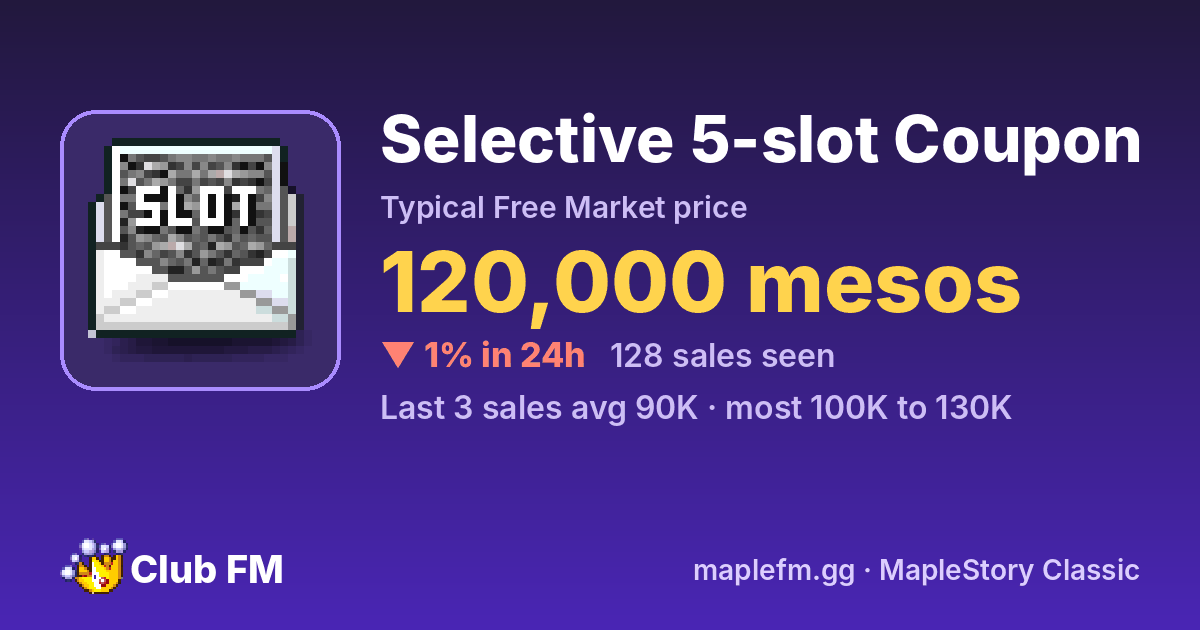 SLOT
Selective 5-slot Coupon
Typical Free Market price
120,000 mesos
▼ 1% in 24h 128 sales seen
Last 3 sales avg 90K · most 100K to 130K
Club FM
maplefm.gg · MapleStory Classic